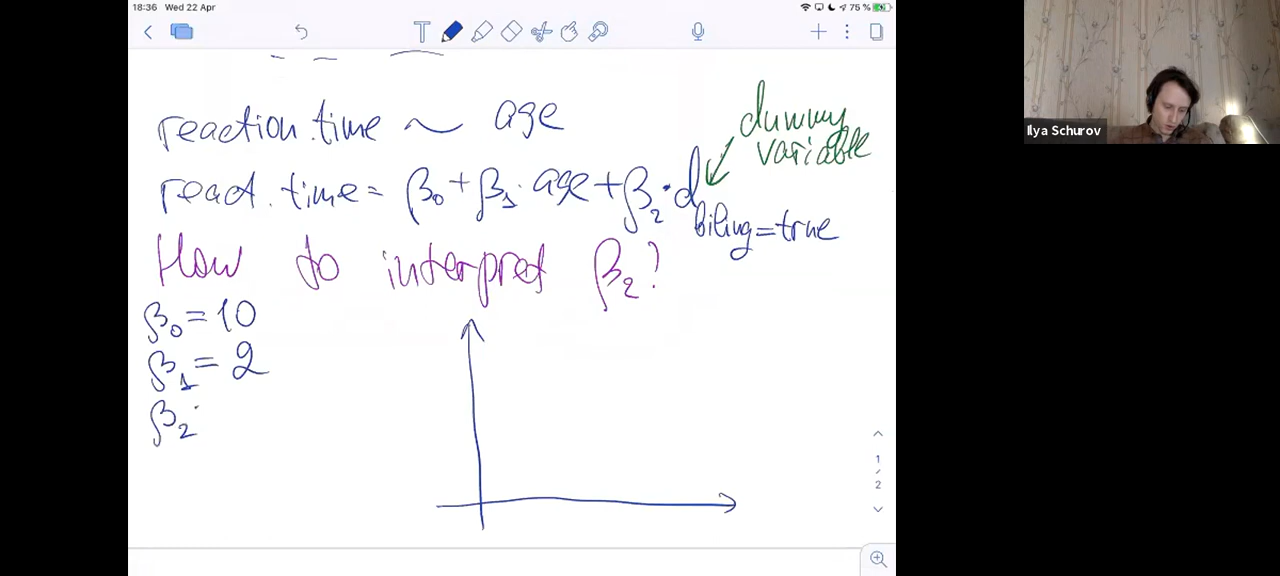 18:36 Wed 22 Apr
75 %
T
dummy
variable
reaction.time ~ age
react.time = β₀ + β₁ · age + β₂ · d biling=true
How to interpret β₂?
β₀ = 10
β₁ = 2
β₂
1
/
2
Ilya Schurov